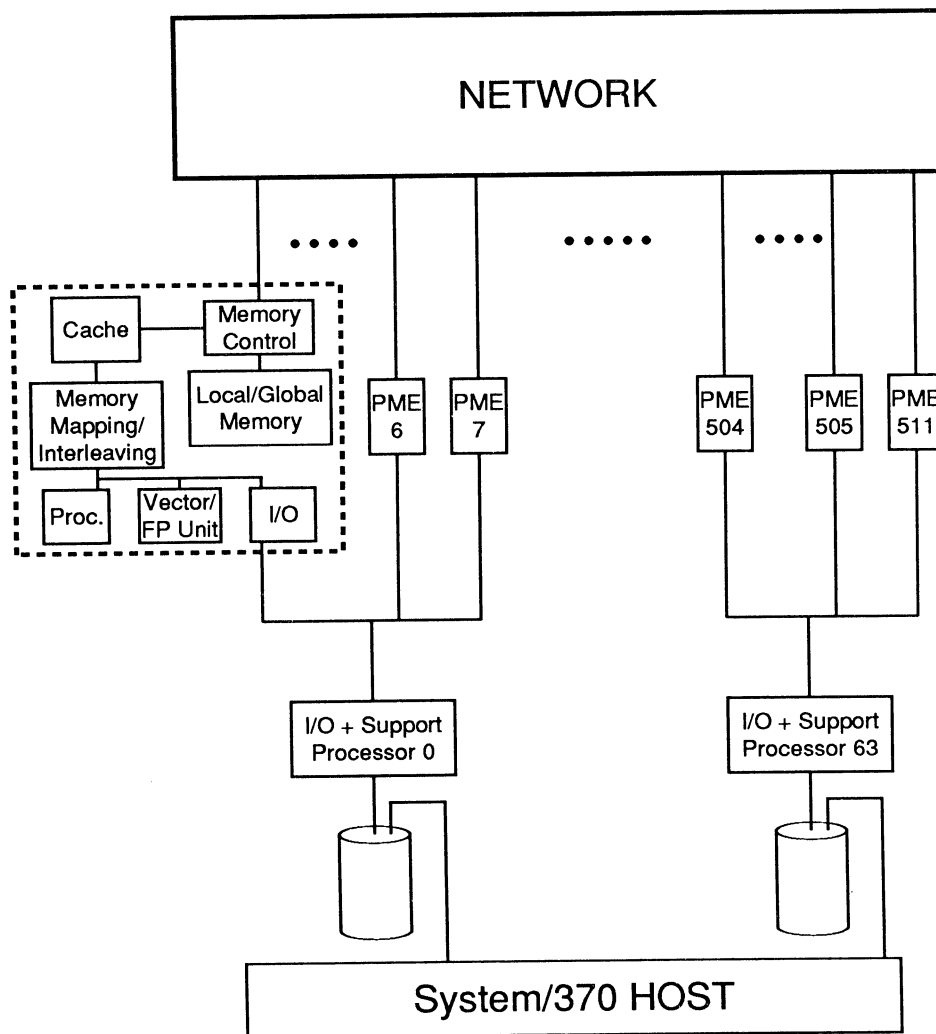 NETWORK
Cache
Memory
Control
Memory
Mapping/
Interleaving
Local/Global
Memory
Proc.
Vector/
FP Unit
I/O
PME
6
PME
7
PME
504
PME
505
PME
511
I/O + Support
Processor 0
I/O + Support
Processor 63
System/370 HOST